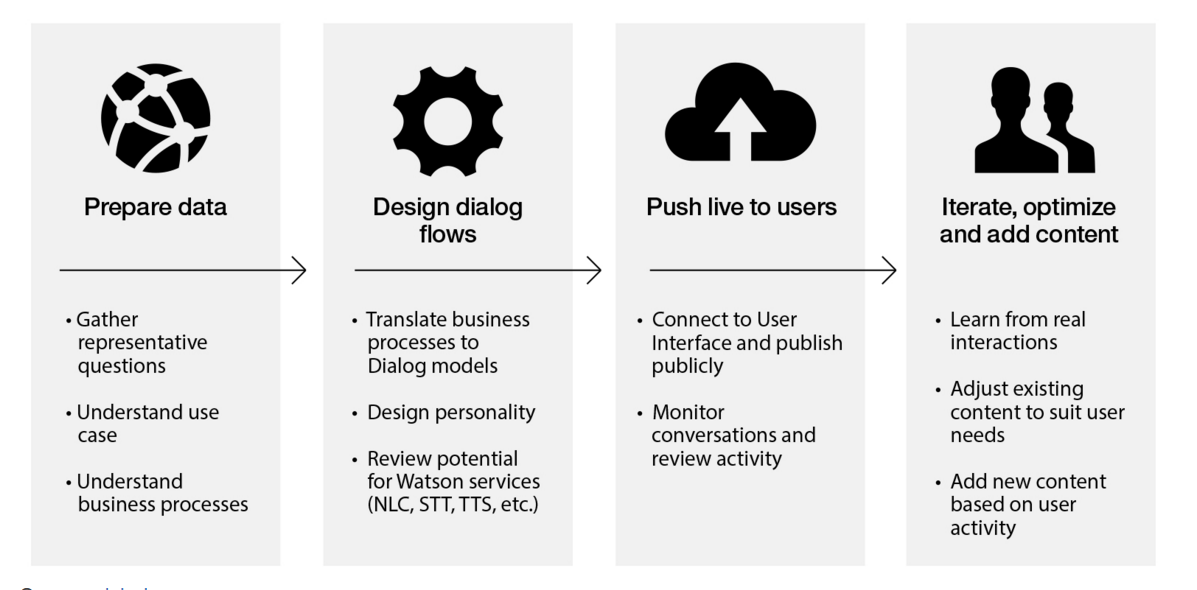 Prepare data
• Gather
representative
questions
• Understand use
case
• Understand
business processes
Design dialog
flows
• Translate business
processes to
Dialog models
• Design personality
• Review potential
for Watson services
(NLC, STT, TTS, etc.)
Push live to users
• Connect to User
Interface and publish
publicly
• Monitor
conversations and
review activity
Iterate, optimize
and add content
• Learn from real
interactions
• Adjust existing
content to suit user
needs
• Add new content
based on user
activity